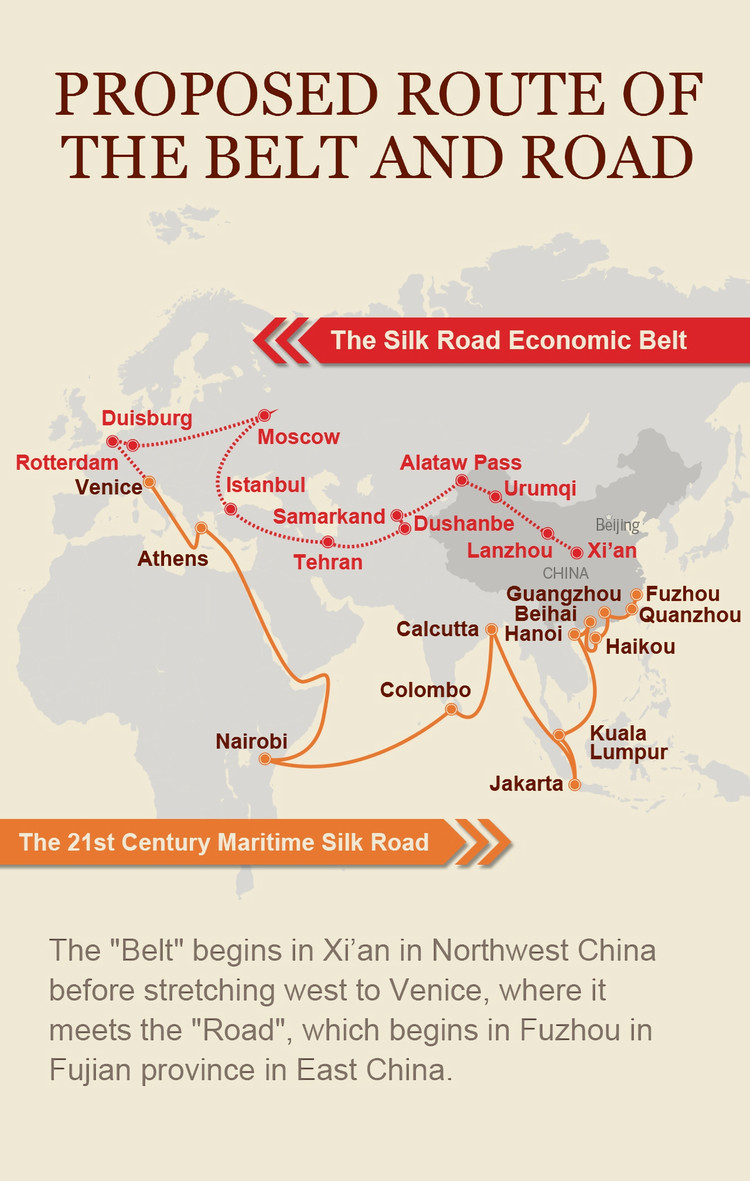 PROPOSED ROUTE OF
THE BELT AND ROAD
The Silk Road Economic Belt
Duisburg
Moscow
Rotterdam
Venice
Istanbul
Alataw Pass
Urumqi
Samarkand
Dushanbe
Beijing
Athens
Tehran
Lanzhou
Xi’an
CHINA
Guangzhou
Fuzhou
Beihai
Quanzhou
Calcutta
Hanoi
Haikou
Colombo
Nairobi
Kuala
Lumpur
Jakarta
The 21st Century Maritime Silk Road
The "Belt" begins in Xi’an in Northwest China
before stretching west to Venice, where it
meets the "Road", which begins in Fuzhou in
Fujian province in East China.